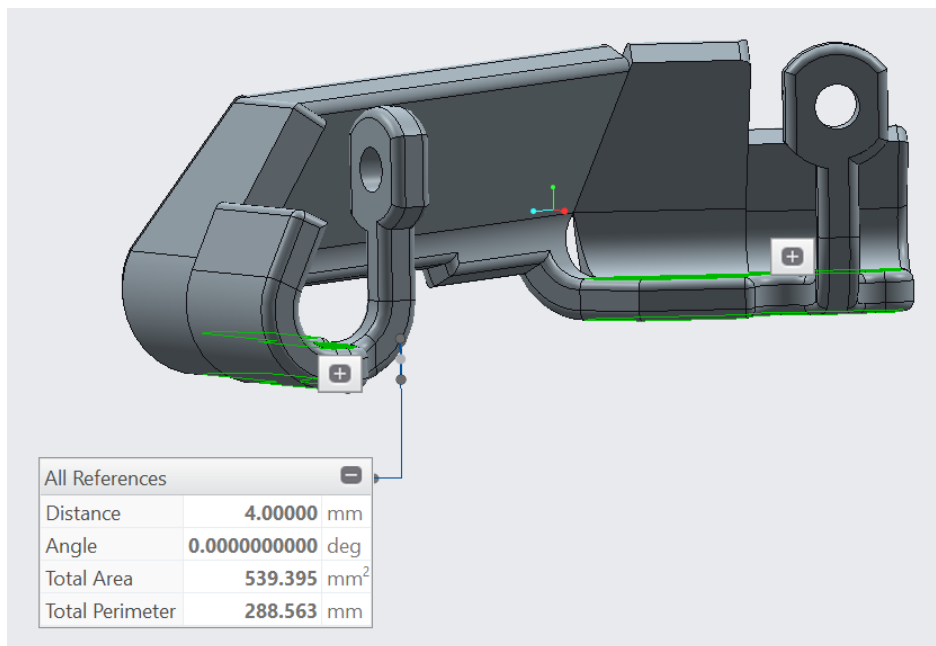 All References
Distance 4.00000 mm
Angle 0.0000000000 deg
Total Area 539.395 mm²
Total Perimeter 288.563 mm